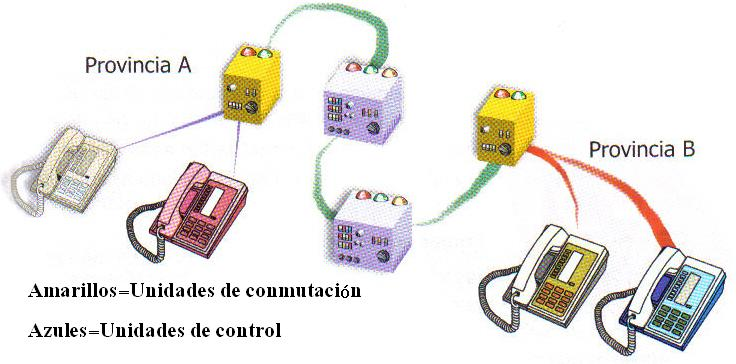 Provincia A
Provincia B
Amarillos=Unidades de conmutación
Azules=Unidades de control